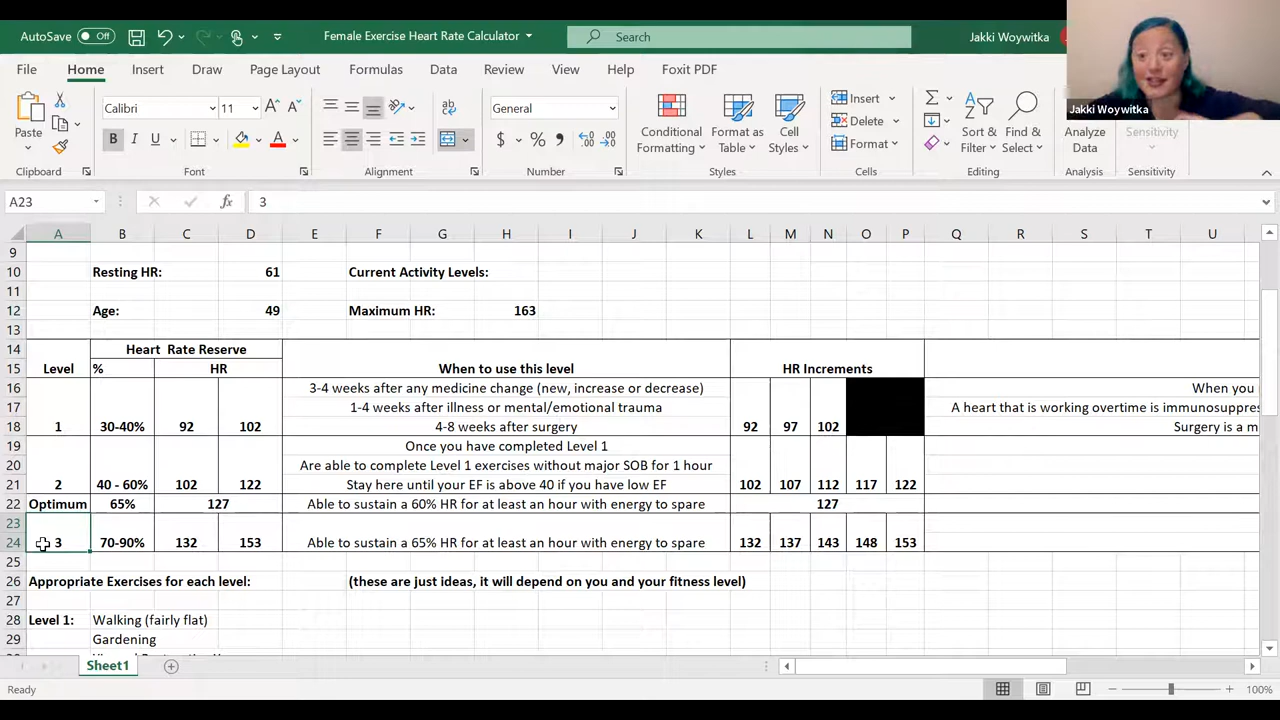 AutoSave Off Female Exercise Heart Rate Calculator Search Jakki Woywitka
File Home Insert Draw Page Layout Formulas Data Review View Help Foxit PDF
Jakki Woywitka
Paste Calibri 11 General Conditional Formatting Format as Table Cell Styles Insert Delete Format Sort & Filter Find & Select Analyze Data Sensitivity
Clipboard Font Alignment Number Styles Cells Editing Analysis Sensitivity
A23 fx 3
A B C D E F G H I J K L M N O P Q R S T U
9
10 Resting HR: 61 Current Activity Levels:
11
12 Age: 49 Maximum HR: 163
13
14 Heart Rate Reserve
15 Level % HR When to use this level HR Increments
16 3-4 weeks after any medicine change (new, increase or decrease) When you
17 1-4 weeks after illness or mental/emotional trauma A heart that is working overtime is immunosuppres
18 1 30-40% 92 102 4-8 weeks after surgery 92 97 102 Surgery is a m
19 Once you have completed Level 1
20 Are able to complete Level 1 exercises without major SOB for 1 hour
21 2 40 - 60% 102 122 Stay here until your EF is above 40 if you have low EF 102 107 112 117 122
22 Optimum 65% 127 Able to sustain a 60% HR for at least an hour with energy to spare 127
23
24 3 70-90% 132 153 Able to sustain a 65% HR for at least an hour with energy to spare 132 137 143 148 153
25
26 Appropriate Exercises for each level: (these are just ideas, it will depend on you and your fitness level)
27
28 Level 1: Walking (fairly flat)
29 Gardening
Sheet1
Ready 100%